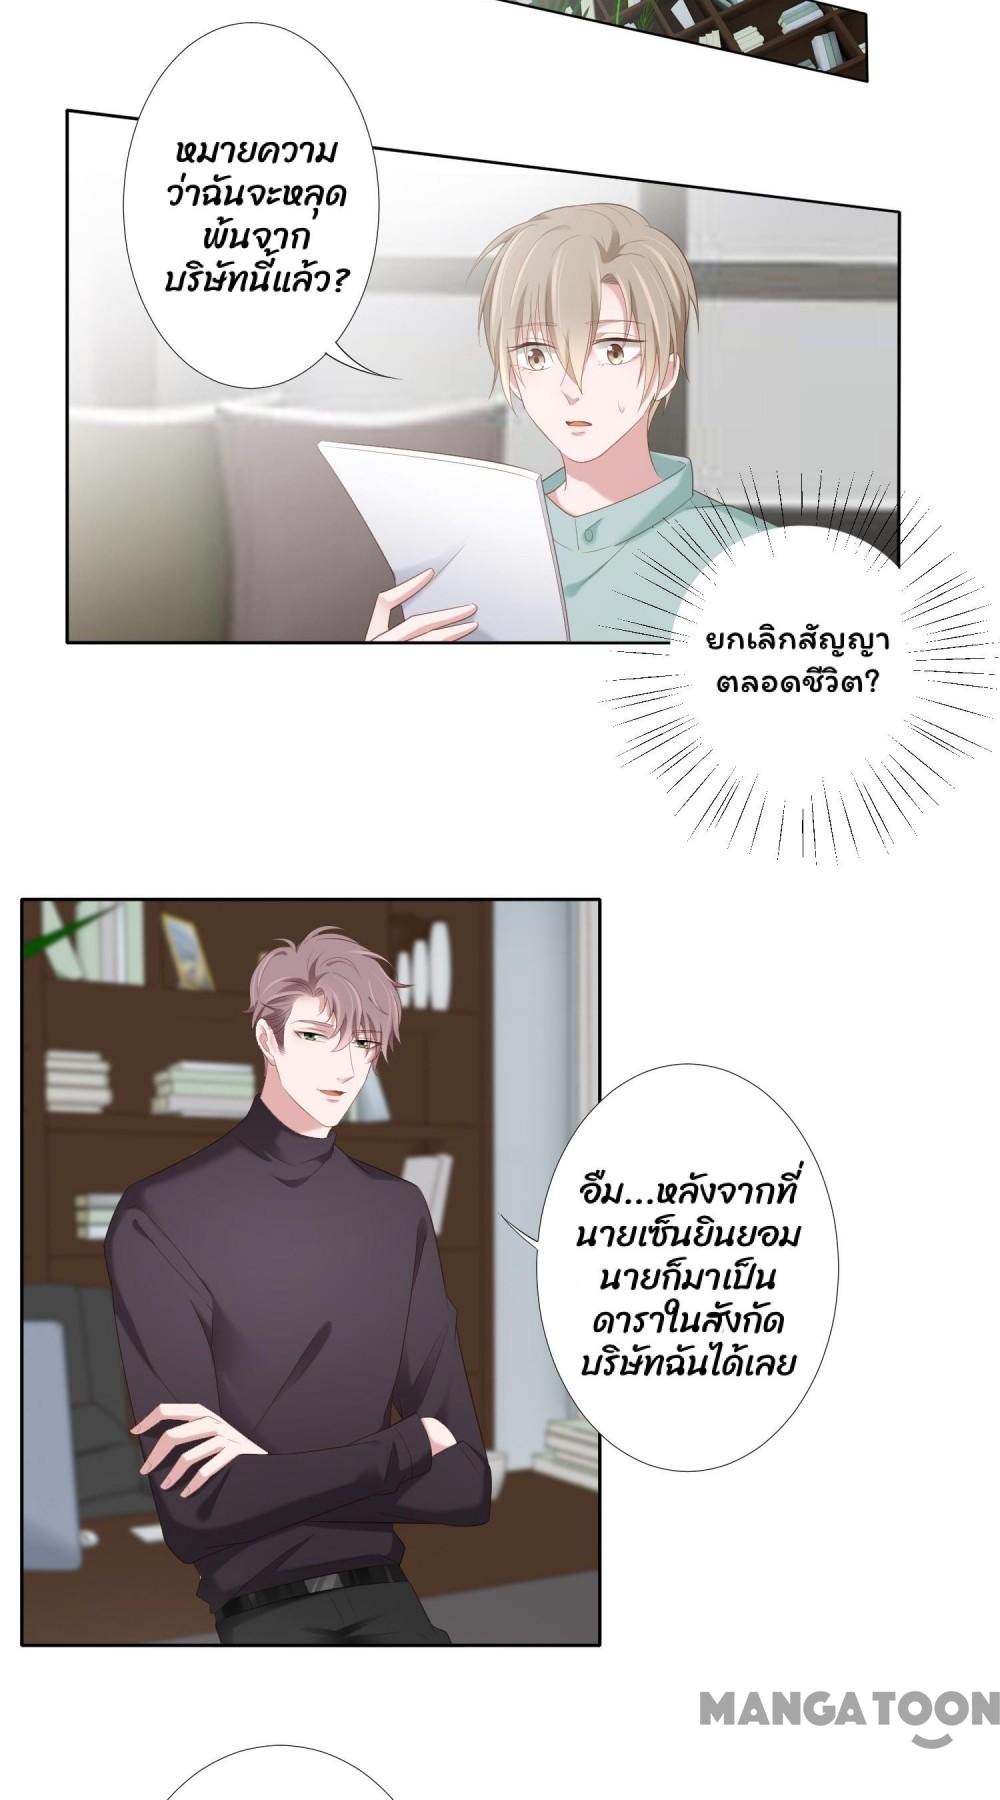 หมายความ
ว่าฉันจะหลุด
พ้นจาก
บริษัทนี้แล้ว?
ยกเลิกสัญญา
ตลอดชีวิต?
อืม...หลังจากที่
นายเซ็นยินยอม
นายก็มาเป็น
ดาราในสังกัด
บริษัทฉันได้เลย
MANGATOON